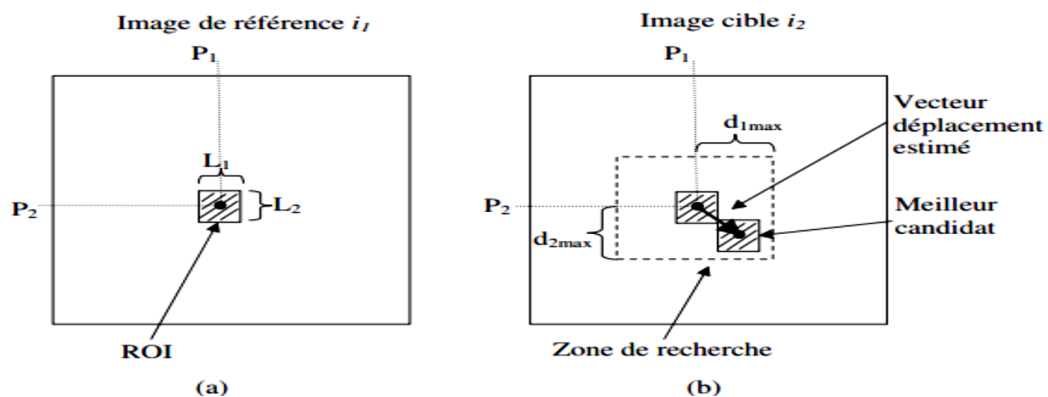 Image de référence i₁
P₁
L₁
P₂
L₂
ROI
(a)
Image cible i₂
P₁
d₁max
Vecteur
déplacement
estimé
P₂
d₂max
Meilleur
candidat
Zone de recherche
(b)